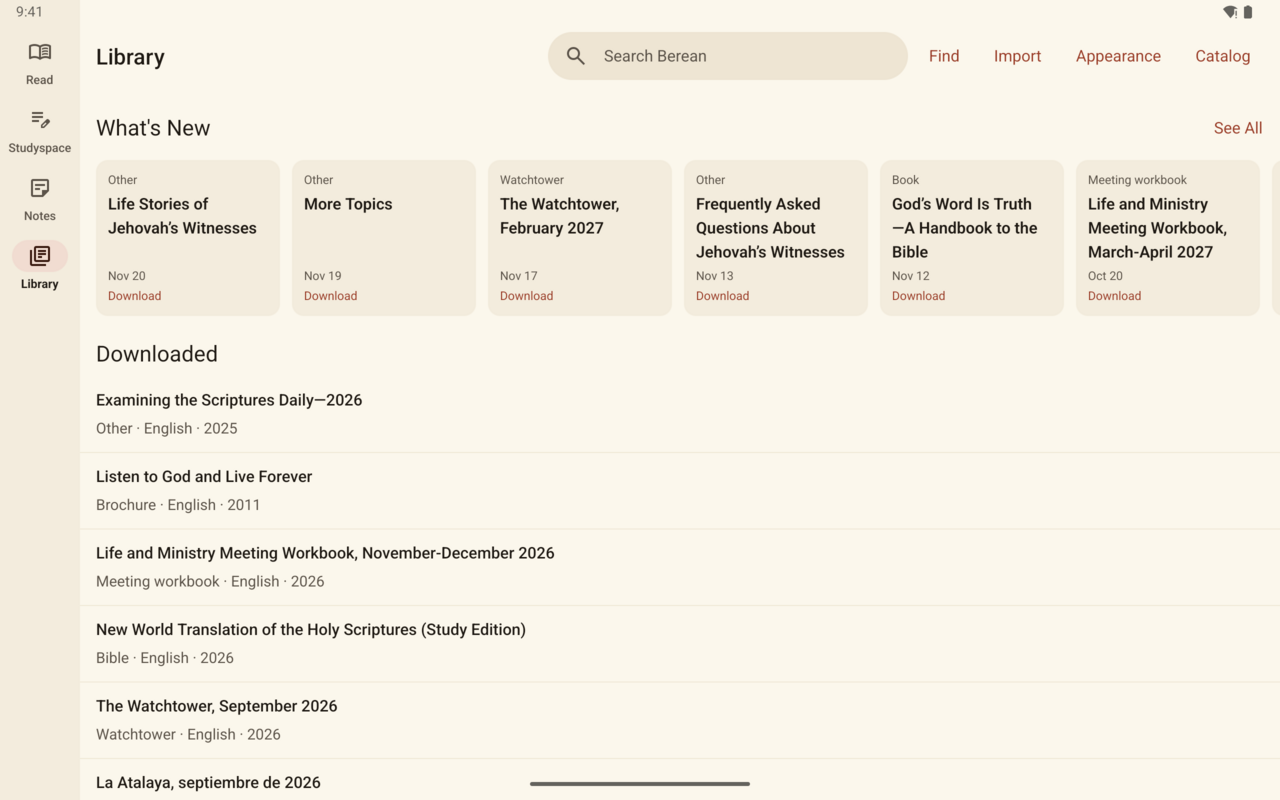 9:41
Read
Studyspace
Notes
Library
Library
Search Berean
Find
Import
Appearance
Catalog
What's New
See All
Other
Life Stories of
Jehovah’s Witnesses
Nov 20
Download
Other
More Topics
Nov 19
Download
Watchtower
The Watchtower,
February 2027
Nov 17
Download
Other
Frequently Asked
Questions About
Jehovah’s Witnesses
Nov 13
Download
Book
God’s Word Is Truth
—A Handbook to the
Bible
Nov 12
Download
Meeting workbook
Life and Ministry
Meeting Workbook,
March-April 2027
Oct 20
Download
Downloaded
Examining the Scriptures Daily—2026
Other · English · 2025
Listen to God and Live Forever
Brochure · English · 2011
Life and Ministry Meeting Workbook, November-December 2026
Meeting workbook · English · 2026
New World Translation of the Holy Scriptures (Study Edition)
Bible · English · 2026
The Watchtower, September 2026
Watchtower · English · 2026
La Atalaya, septiembre de 2026